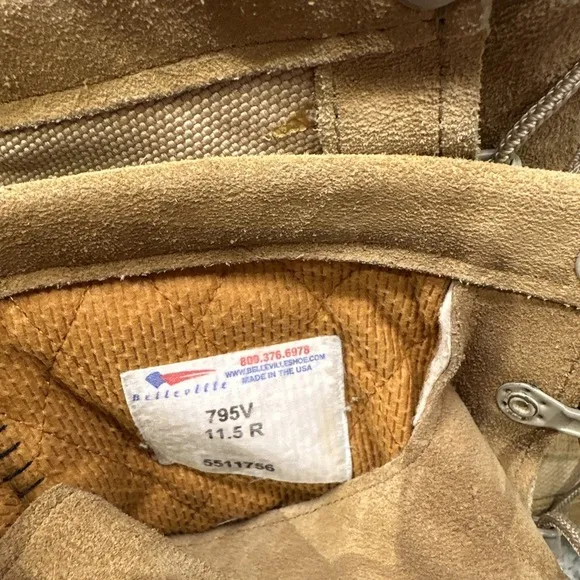 800.376.6978
WWW.BELLEVILLESHOE.COM
MADE IN THE USA
Belleville
795V
11.5 R
5511756